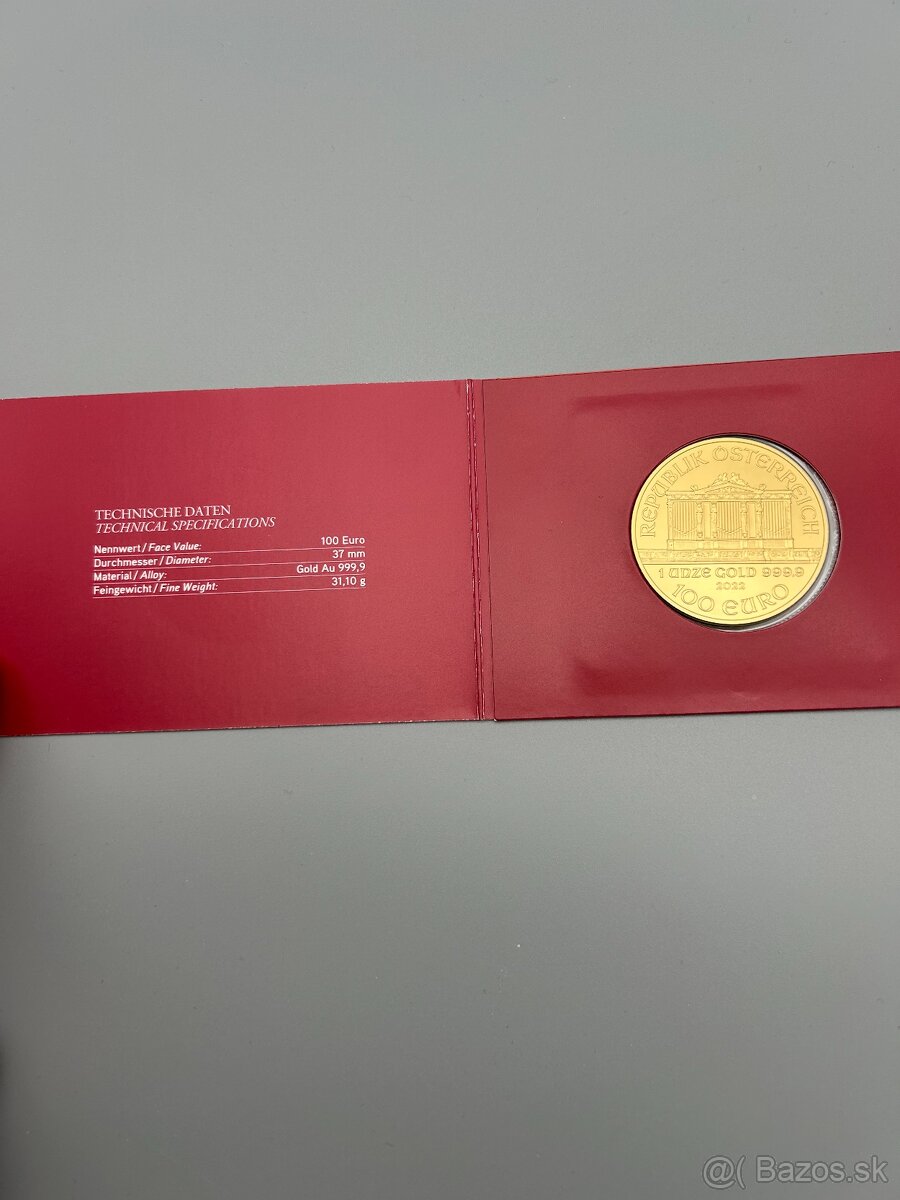 TECHNISCHE DATEN
TECHNICAL SPECIFICATIONS
Nennwert / Face Value: 100 Euro
Durchmesser / Diameter: 37 mm
Material / Alloy: Gold Au 999,9
Feingewicht / Fine Weight: 31,10 g
REPUBLIK ÖSTERREICH
1 UNZE GOLD 999.9
2022
100 EURO
@( Bazos.sk